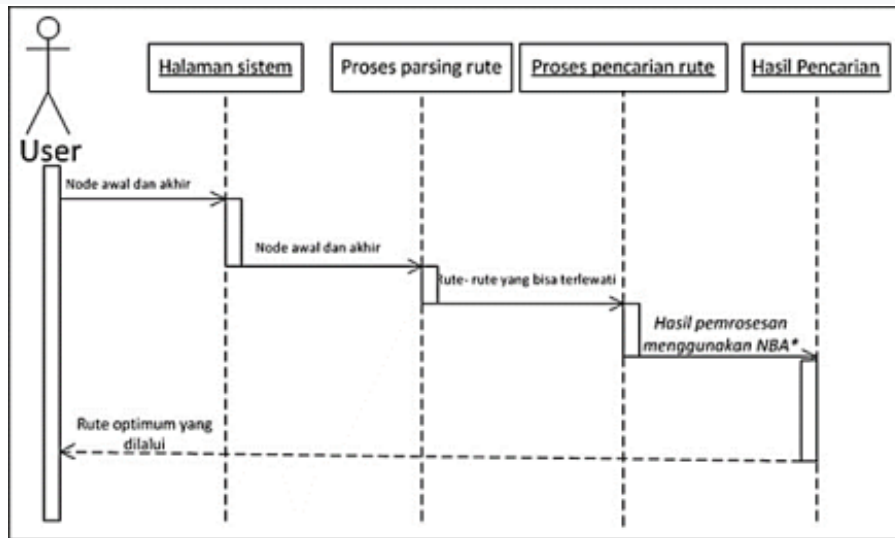 Halaman sistem
Proses parsing rute
Proses pencarian rute
Hasil Pencarian
User
Node awal dan akhir
Node awal dan akhir
Rute- rute yang bisa terlewati
Hasil pemrosesan
menggunakan NBA*
Rute optimum yang
dilalui